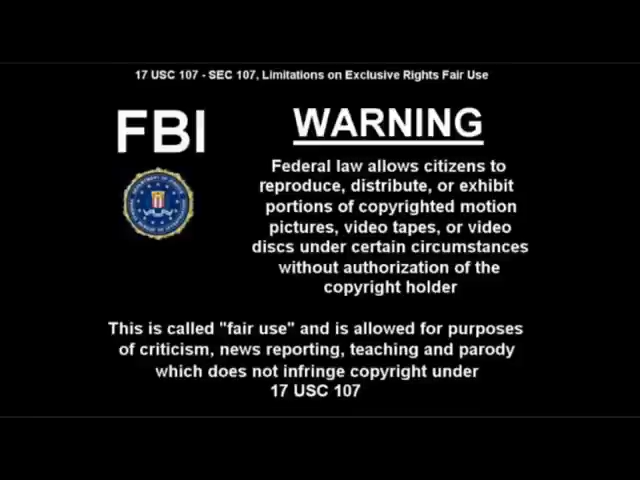 17 USC 107 - SEC 107, Limitations on Exclusive Rights Fair Use
FBI
WARNING
Federal law allows citizens to
reproduce, distribute, or exhibit
portions of copyrighted motion
pictures, video tapes, or video
discs under certain circumstances
without authorization of the
copyright holder
This is called "fair use" and is allowed for purposes
of criticism, news reporting, teaching and parody
which does not infringe copyright under
17 USC 107